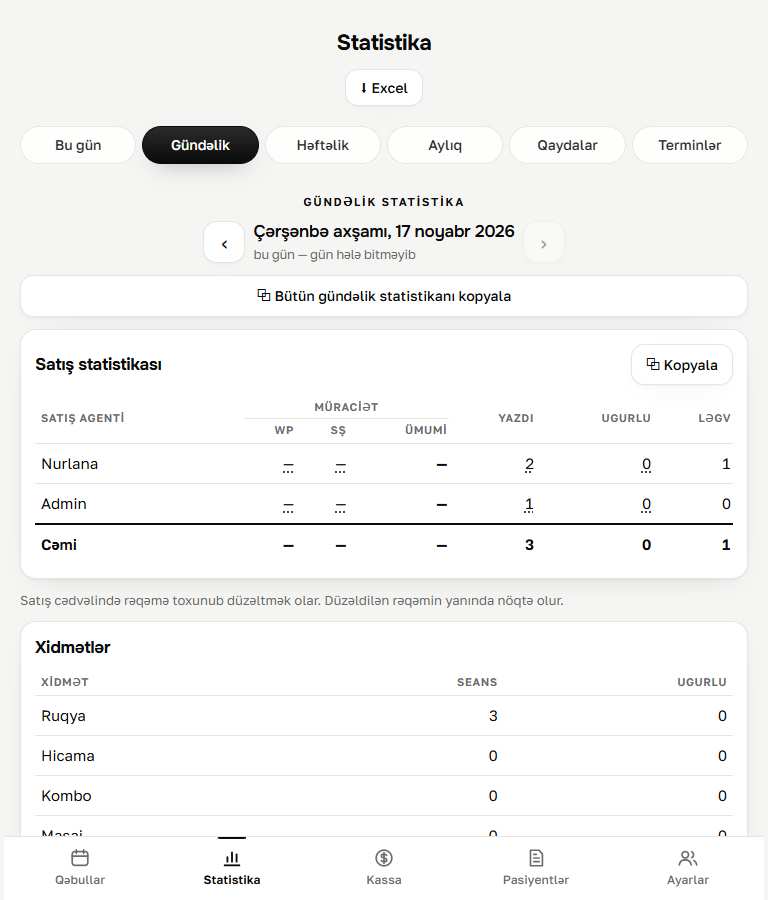 Statistika
⭳ Excel
Bu gün Gündəlik Həftəlik Aylıq Qaydalar Terminlər
GÜNDƏLİK STATİSTİKA
‹ Çərşənbə axşamı, 17 noyabr 2026 ›
bu gün — gün hələ bitməyib
Bütün gündəlik statistikanı kopyala
Satış statistikası
Kopyala
SATIŞ AGENTİ MÜRACİƏT YAZDI UGURLU LƏGV
WP SŞ ÜMUMİ
Nurlana — — — 2 0 1
Admin — — — 1 0 0
Cəmi — — — 3 0 1
Satış cədvəlində rəqəmə toxunub düzəltmək olar. Düzəldilən rəqəmin yanında nöqtə olur.
Xidmətlər
XİDMƏT SEANS UGURLU
Ruqya 3 0
Hicama 0 0
Kombo 0 0
Masaj 0 0
Qəbullar Statistika Kassa Pasiyentlər Ayarlar